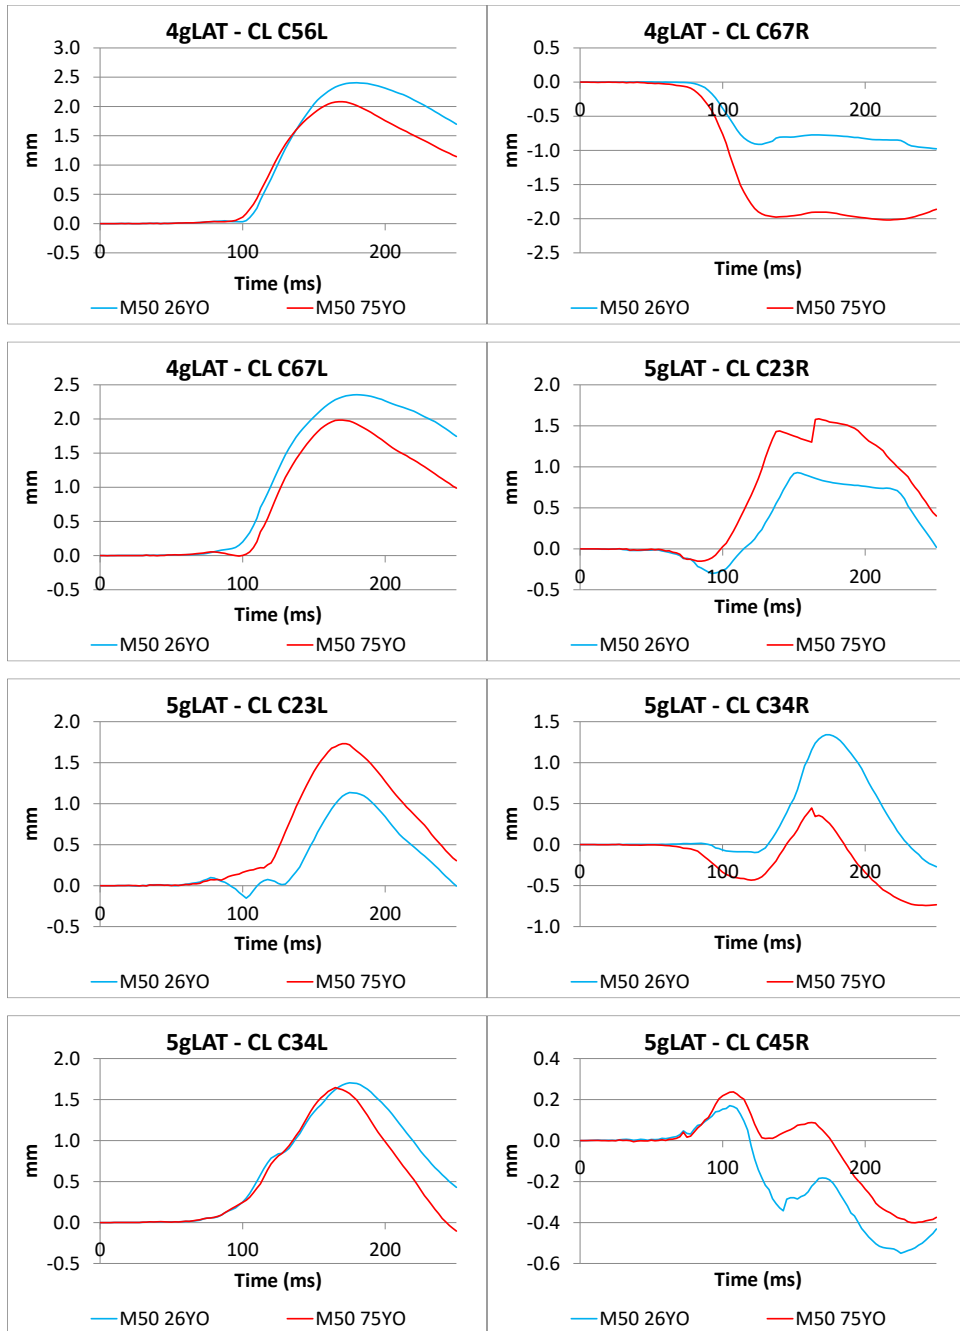 4gLAT - CL C56L
3.0
2.5
2.0
1.5
1.0
0.5
0.0
-0.5
mm
0 100 200
Time (ms)
M50 26YO M50 75YO
4gLAT - CL C67R
0.5
0.0
-0.5
-1.0
-1.5
-2.0
-2.5
mm
0 100 200
Time (ms)
M50 26YO M50 75YO
4gLAT - CL C67L
2.5
2.0
1.5
1.0
0.5
0.0
-0.5
mm
0 100 200
Time (ms)
M50 26YO M50 75YO
5gLAT - CL C23R
2.0
1.5
1.0
0.5
0.0
-0.5
mm
0 100 200
Time (ms)
M50 26YO M50 75YO
5gLAT - CL C23L
2.0
1.5
1.0
0.5
0.0
-0.5
mm
0 100 200
Time (ms)
M50 26YO M50 75YO
5gLAT - CL C34R
1.5
1.0
0.5
0.0
-0.5
-1.0
mm
0 100 200
Time (ms)
M50 26YO M50 75YO
5gLAT - CL C34L
2.0
1.5
1.0
0.5
0.0
-0.5
mm
0 100 200
Time (ms)
M50 26YO M50 75YO
5gLAT - CL C45R
0.4
0.2
0.0
-0.2
-0.4
-0.6
mm
0 100 200
Time (ms)
M50 26YO M50 75YO